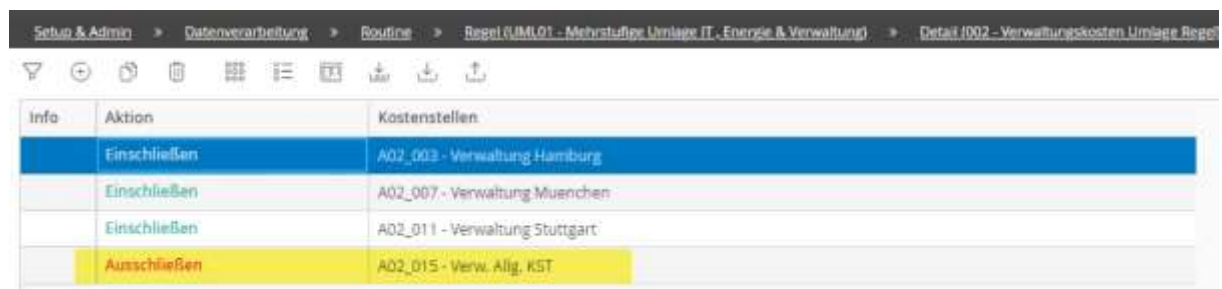 Setup & Admin » Datenverarbeitung » Routine » Regel (UML01 - Mehrstufige Umlage IT , Energie & Verwaltung) » Detail (002 - Verwaltungskosten Umlage Regel
Info Aktion Kostenstellen
Einschließen A02_003 - Verwaltung Hamburg
Einschließen A02_007 - Verwaltung Muenchen
Einschließen A02_011 - Verwaltung Stuttgart
Ausschließen A02_015 - Verw. Allg. KST